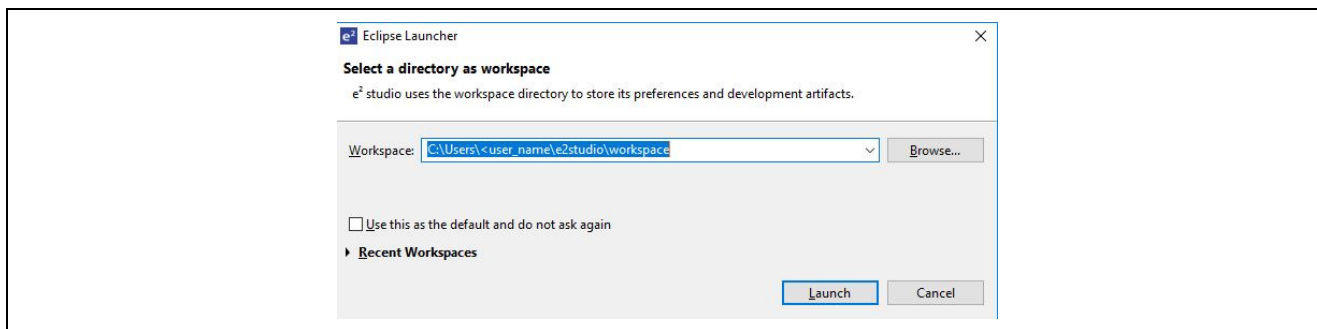 e² Eclipse Launcher
Select a directory as workspace
e² studio uses the workspace directory to store its preferences and development artifacts.
Workspace: C:\Users\<user_name\e2studio\workspace Browse...
Use this as the default and do not ask again
Recent Workspaces
Launch Cancel